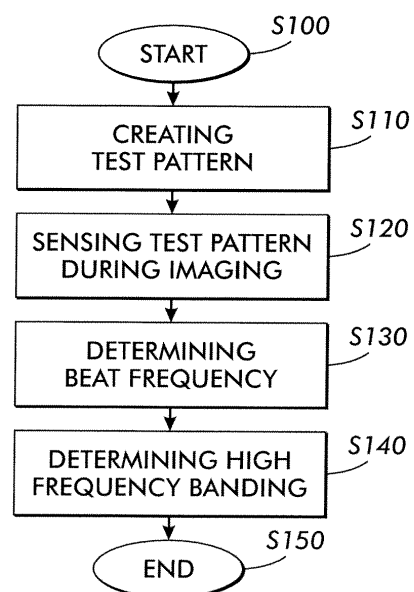 S100
START
S110
CREATING
TEST PATTERN
S120
SENSING TEST PATTERN
DURING IMAGING
S130
DETERMINING
BEAT FREQUENCY
S140
DETERMINING HIGH
FREQUENCY BANDING
S150
END